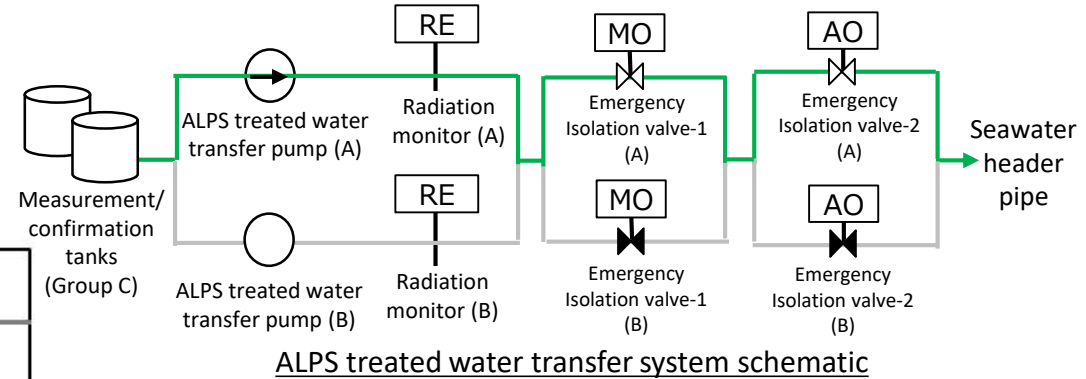 RE
MO
AO
ALPS treated water
transfer pump (A)
Radiation
monitor (A)
Emergency
Isolation valve-1
(A)
Emergency
Isolation valve-2
(A)
Seawater
header
pipe
Measurement/
confirmation
tanks
(Group C)
RE
MO
AO
ALPS treated water
transfer pump (B)
Radiation
monitor (B)
Emergency
Isolation valve-1
(B)
Emergency
Isolation valve-2
(B)
ALPS treated water transfer system schematic